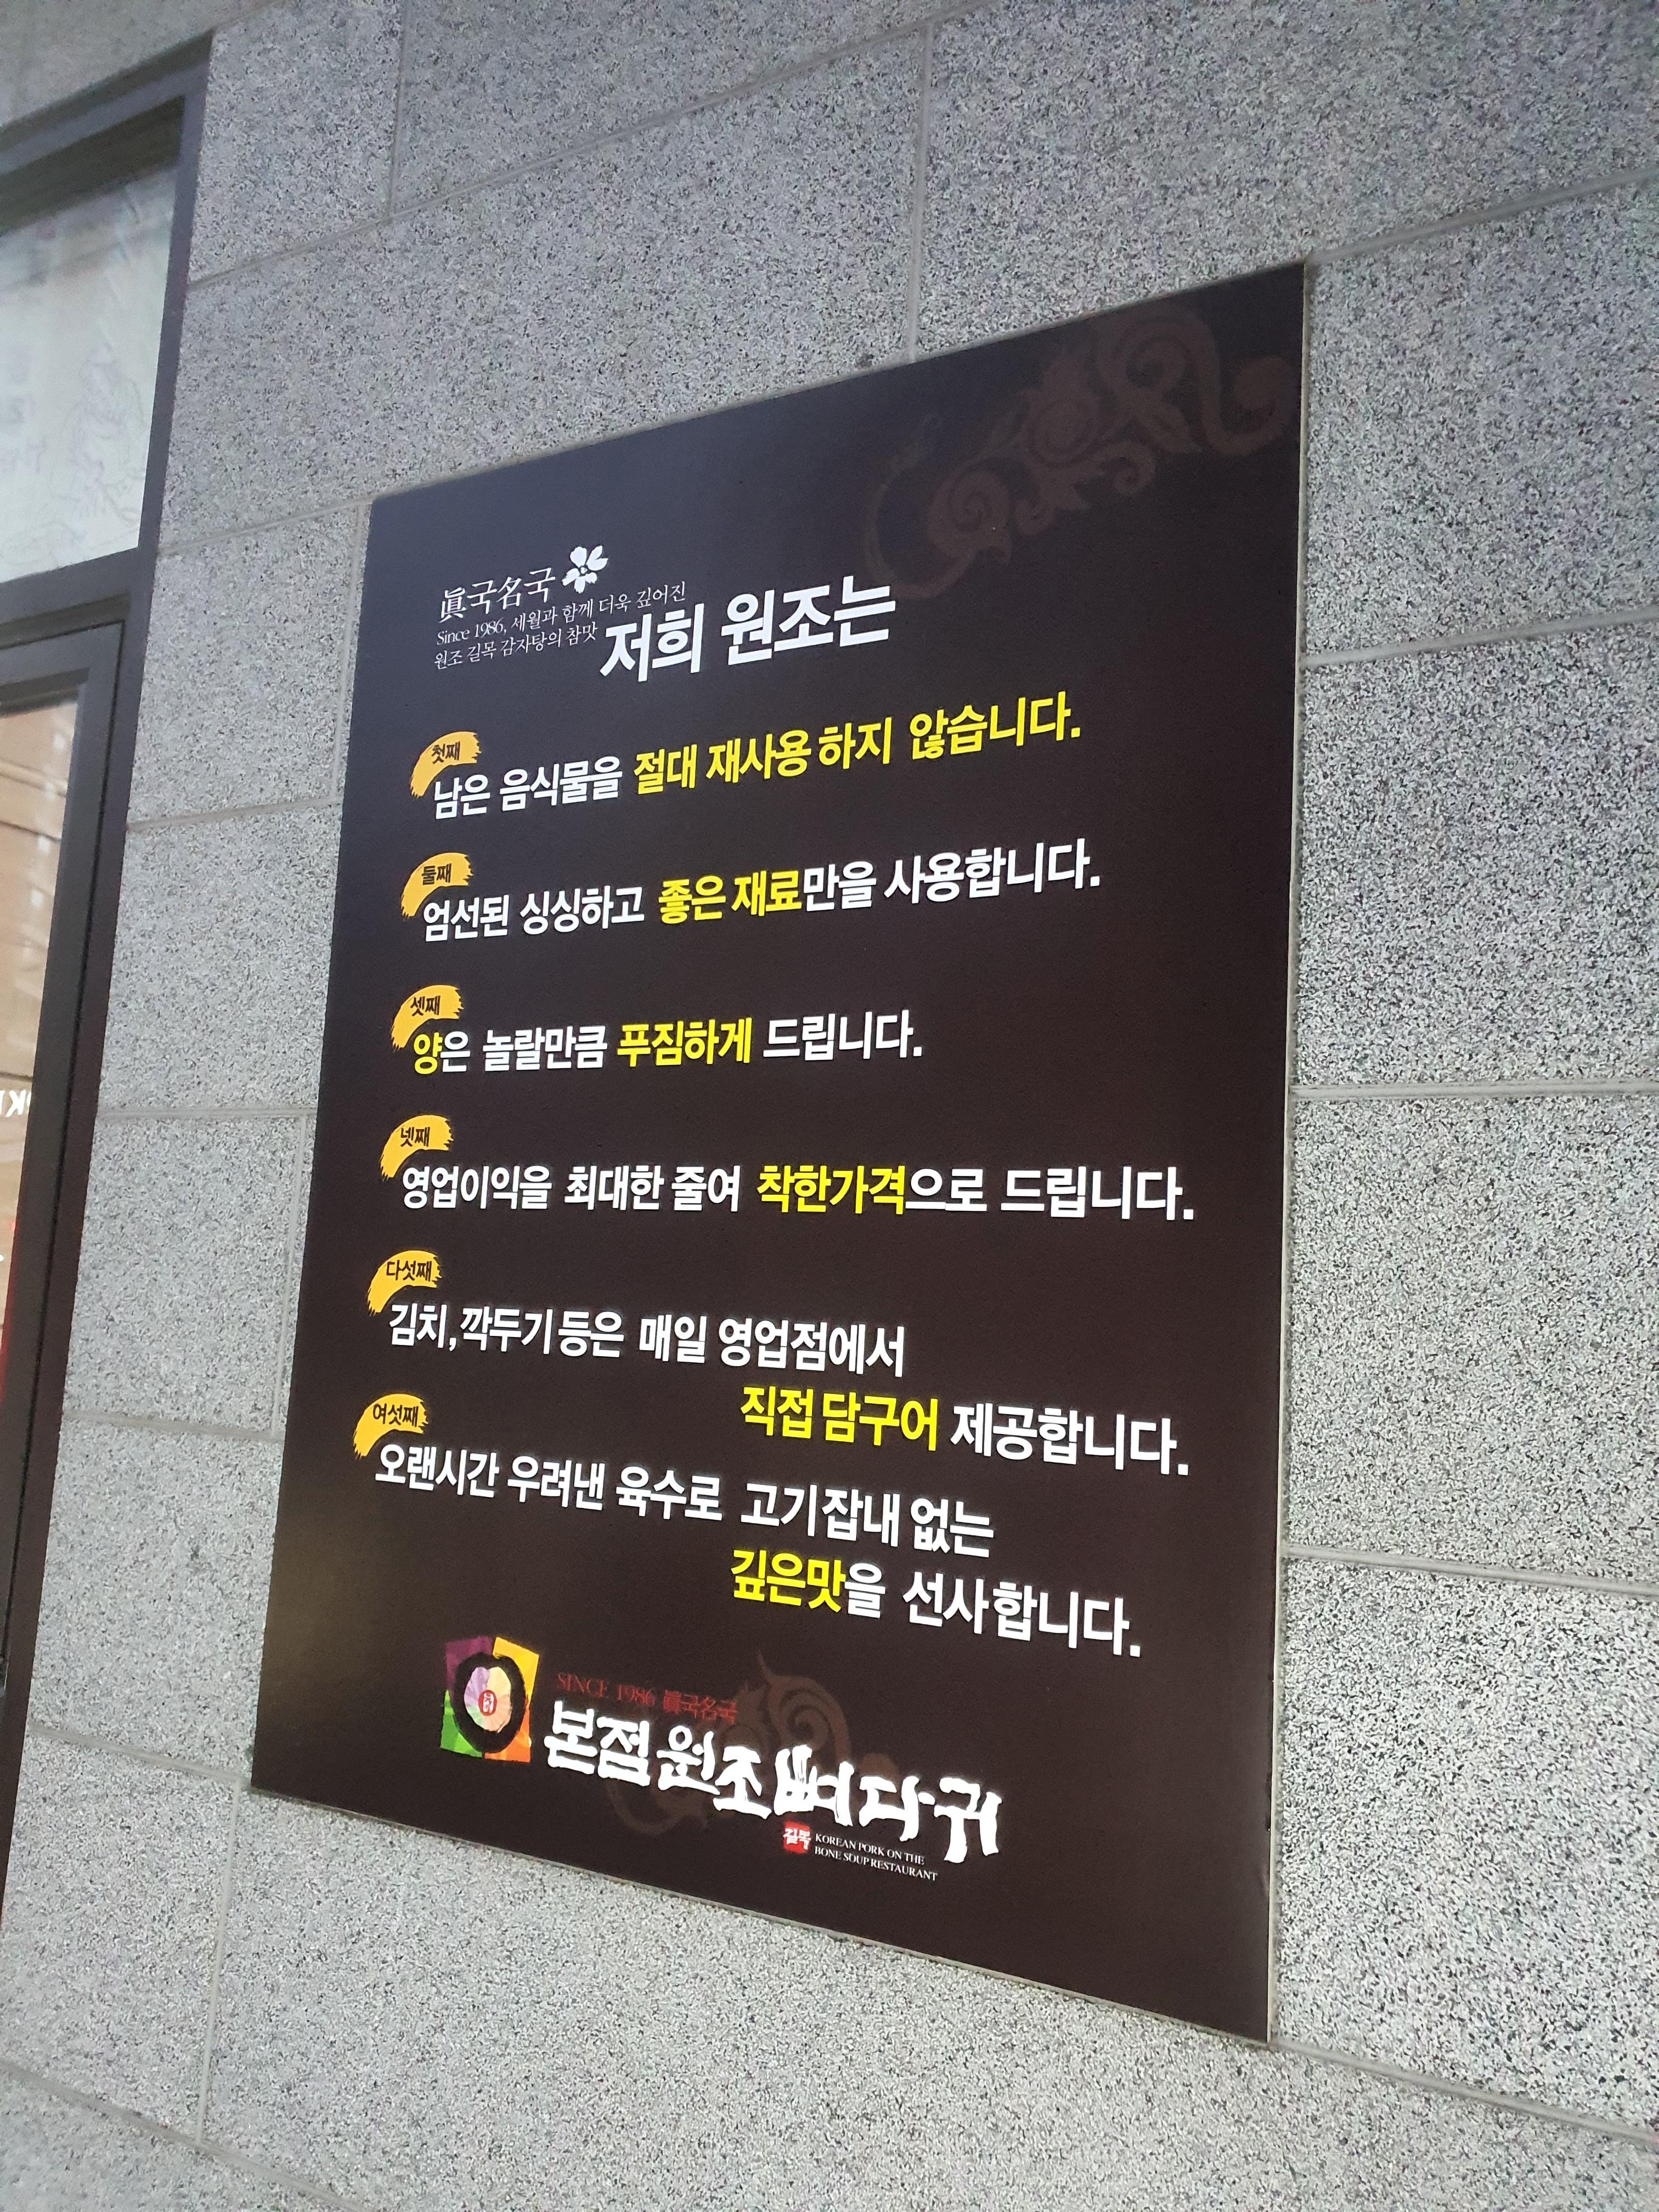 眞국名국
Since 1986, 세월과 함께 더욱 깊어진
원조 길목 감자탕의 참맛
저희 원조는
첫째
남은 음식물을 절대 재사용 하지 않습니다.
둘째
엄선된 싱싱하고 좋은 재료만을 사용합니다.
셋째
양은 놀랄만큼 푸짐하게 드립니다.
넷째
영업이익을 최대한 줄여 착한가격으로 드립니다.
다섯째
김치,깍두기 등은 매일 영업점에서
직접 담구어 제공합니다.
여섯째
오랜시간 우려낸 육수로 고기잡내 없는
깊은맛을 선사합니다.
SINCE 1986 眞국名국
본점 원조 뼈다귀
길목
KOREAN PORK ON THE
BONE SOUP RESTAURANT